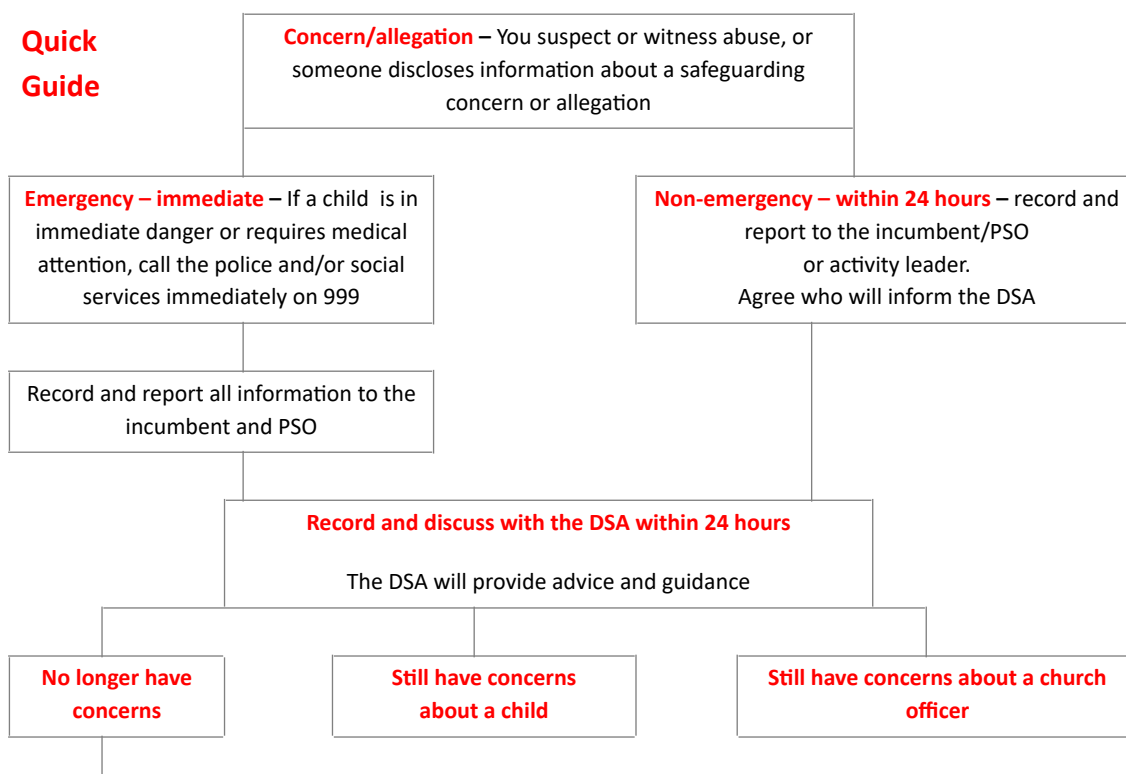 Quick
Guide
Concern/allegation – You suspect or witness abuse, or
someone discloses information about a safeguarding
concern or allegation
Emergency – immediate – If a child is in
immediate danger or requires medical
attention, call the police and/or social
services immediately on 999
Non-emergency – within 24 hours – record and
report to the incumbent/PSO
or activity leader.
Agree who will inform the DSA
Record and report all information to the
incumbent and PSO
Record and discuss with the DSA within 24 hours
The DSA will provide advice and guidance
No longer have
concerns
Still have concerns
about a child
Still have concerns about a church
officer